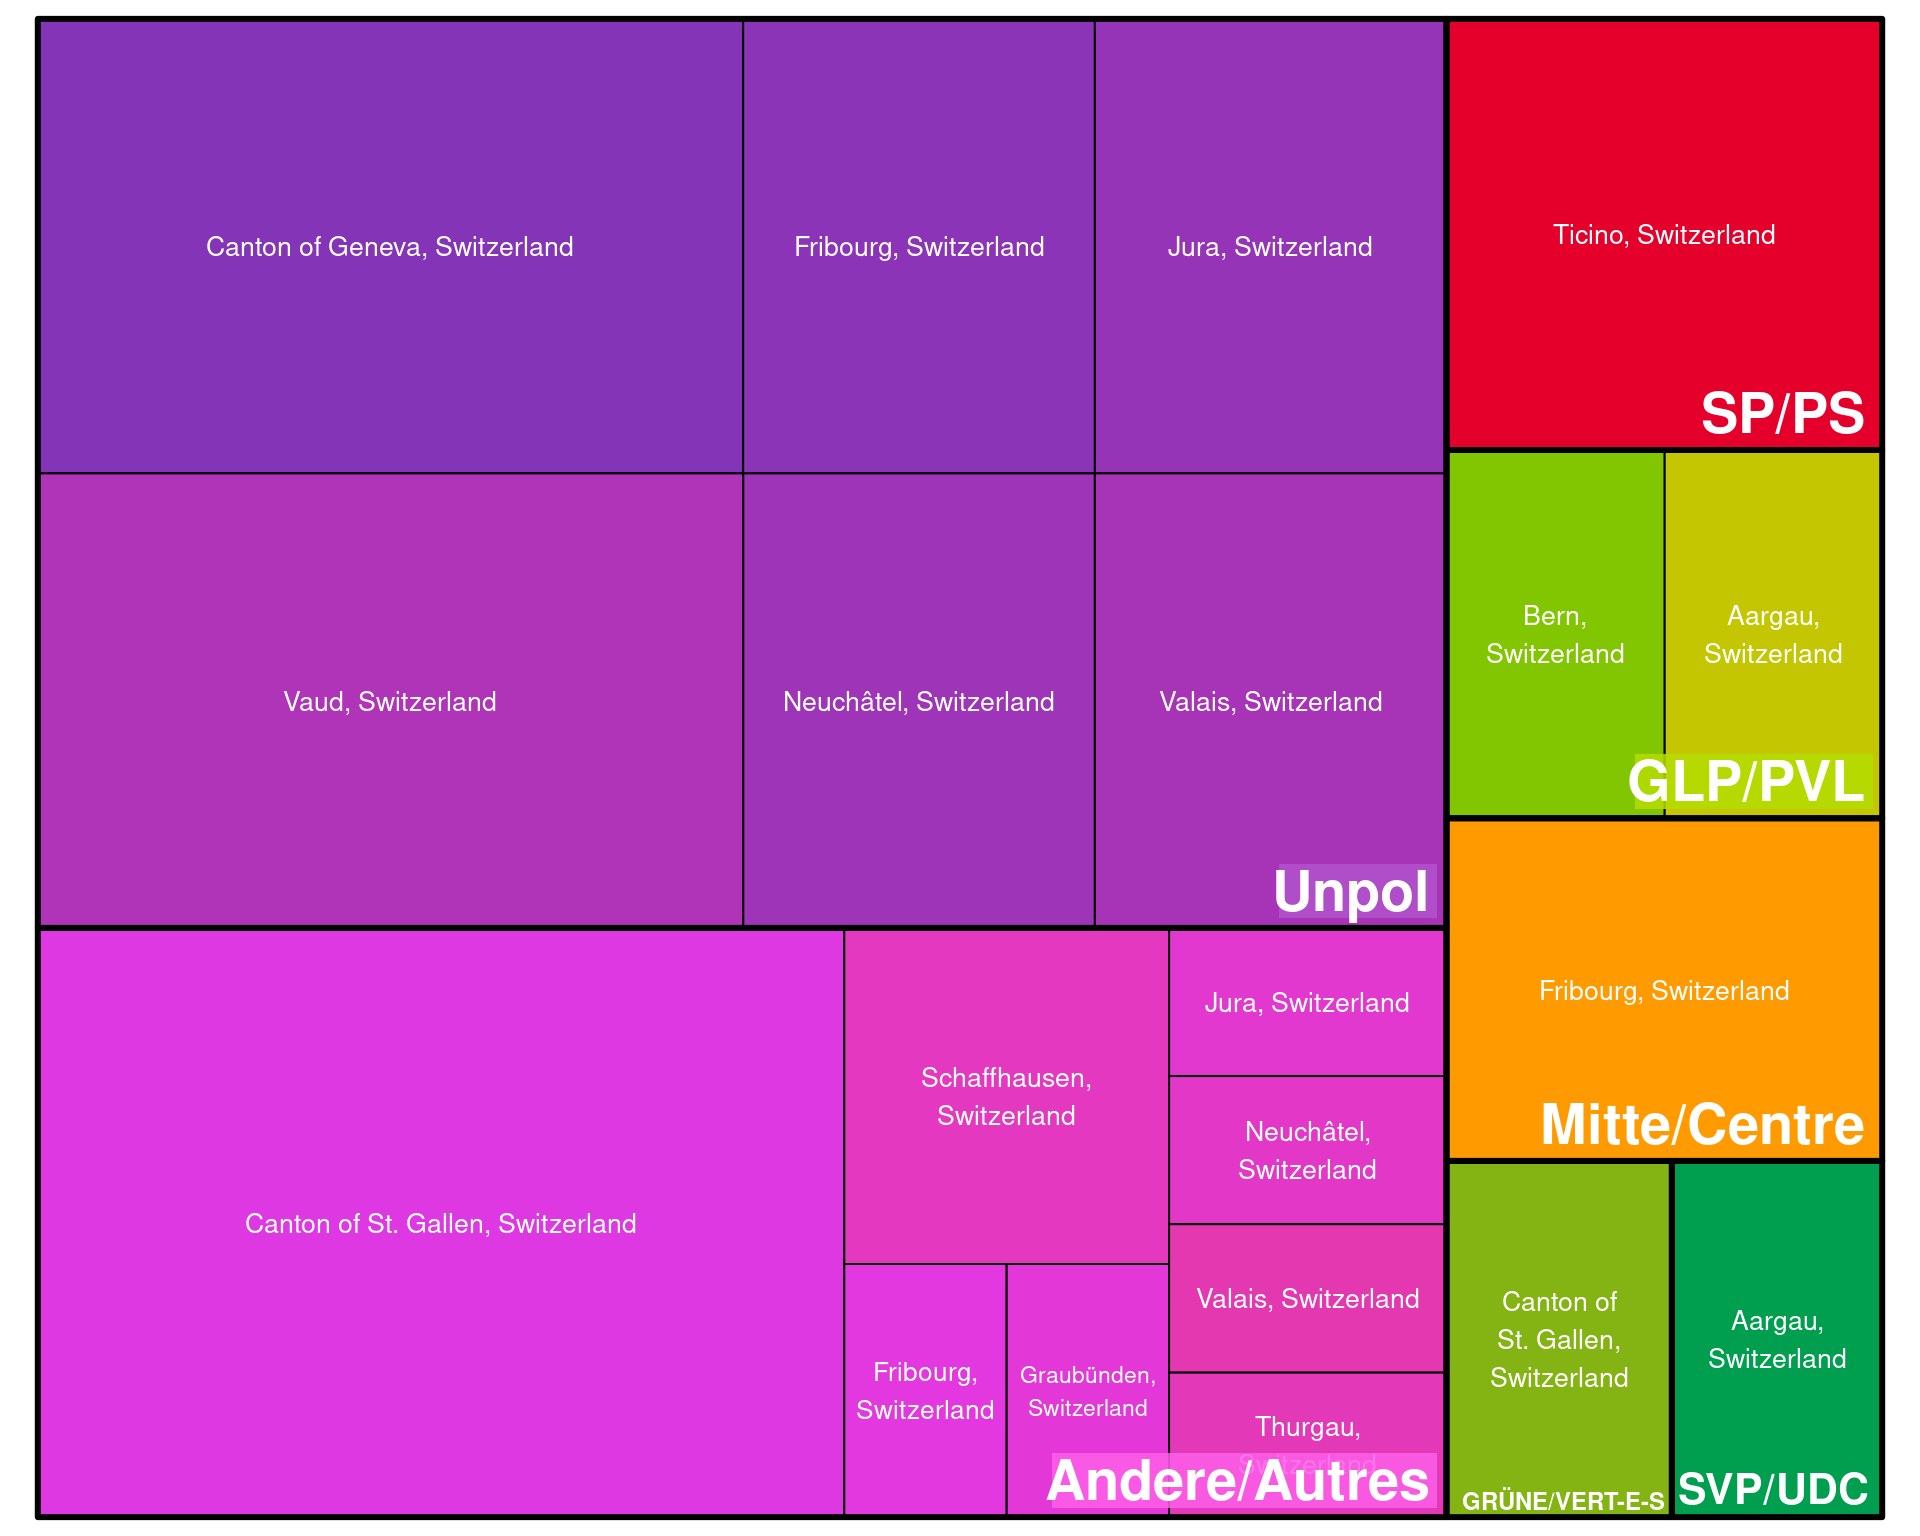 Canton of Geneva, Switzerland
Fribourg, Switzerland
Jura, Switzerland
Vaud, Switzerland
Neuchâtel, Switzerland
Valais, Switzerland
Unpol
Canton of St. Gallen, Switzerland
Schaffhausen,
Switzerland
Fribourg,
Switzerland
Graubünden,
Switzerland
Jura, Switzerland
Neuchâtel,
Switzerland
Valais, Switzerland
Thurgau,
Switzerland
Andere/Autres
Ticino, Switzerland
SP/PS
Bern,
Switzerland
Aargau,
Switzerland
GLP/PVL
Fribourg, Switzerland
Mitte/Centre
Canton of
St. Gallen,
Switzerland
GRÜNE/VERT-E-S
Aargau,
Switzerland
SVP/UDC